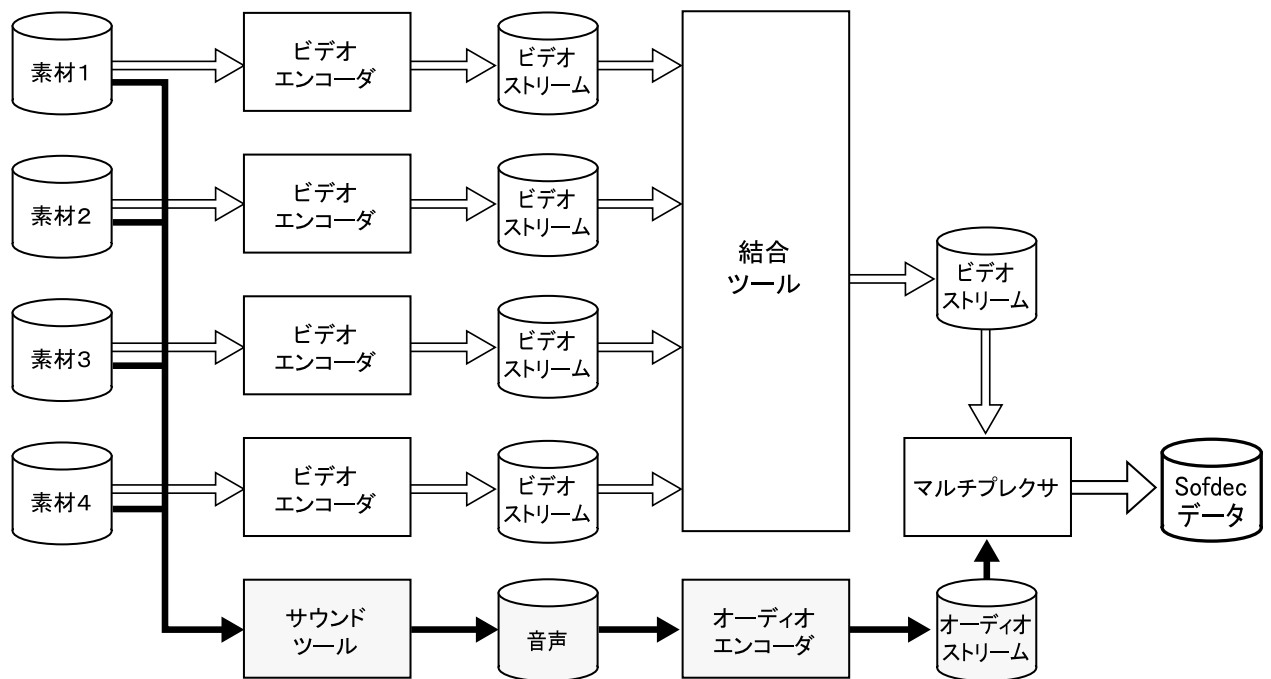 素材1
ビデオ
エンコーダ
ビデオ
ストリーム
素材2
ビデオ
エンコーダ
ビデオ
ストリーム
素材3
ビデオ
エンコーダ
ビデオ
ストリーム
素材4
ビデオ
エンコーダ
ビデオ
ストリーム
結合
ツール
ビデオ
ストリーム
マルチプレクサ
Sofdec
データ
サウンド
ツール
音声
オーディオ
エンコーダ
オーディオ
ストリーム